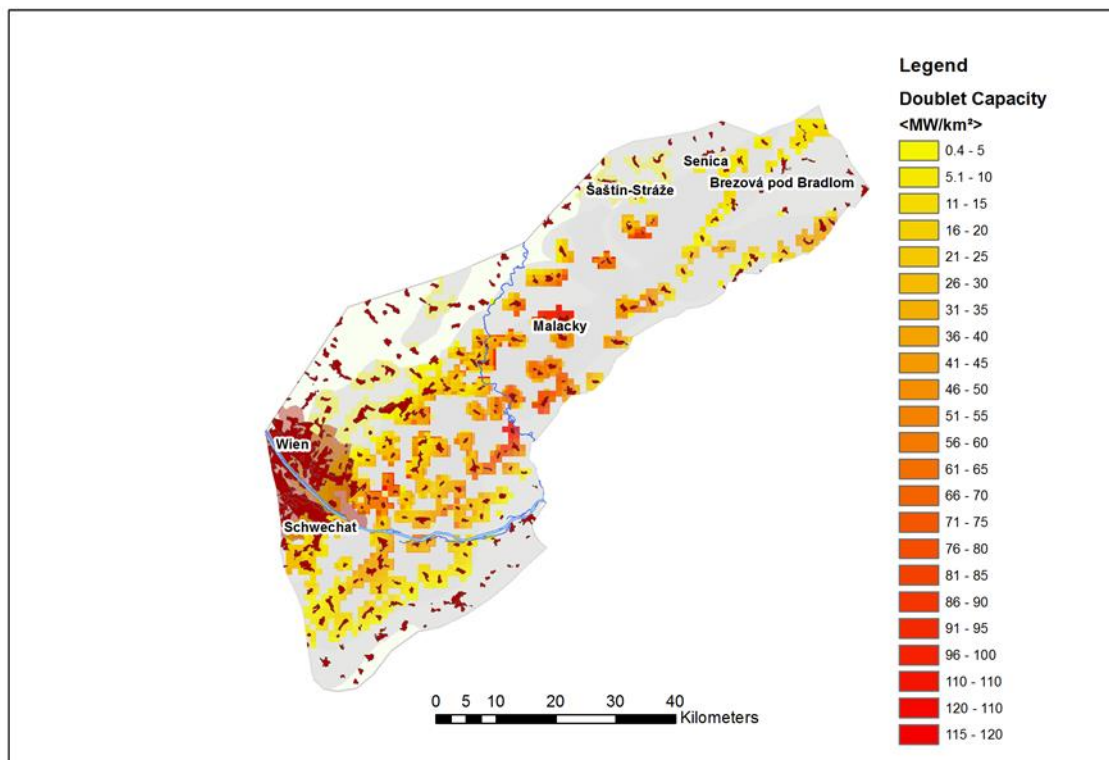 Legend
Doublet Capacity
<MW/km²>
0.4 - 5
5.1 - 10
11 - 15
16 - 20
21 - 25
26 - 30
31 - 35
36 - 40
41 - 45
46 - 50
51 - 55
56 - 60
61 - 65
66 - 70
71 - 75
76 - 80
81 - 85
86 - 90
91 - 95
96 - 100
110 - 110
120 - 110
115 - 120
Senica
Šaštín-Stráže
Brezová pod Bradlom
Malacky
Wien
Schwechat
0 5 10 20 30 40
Kilometers